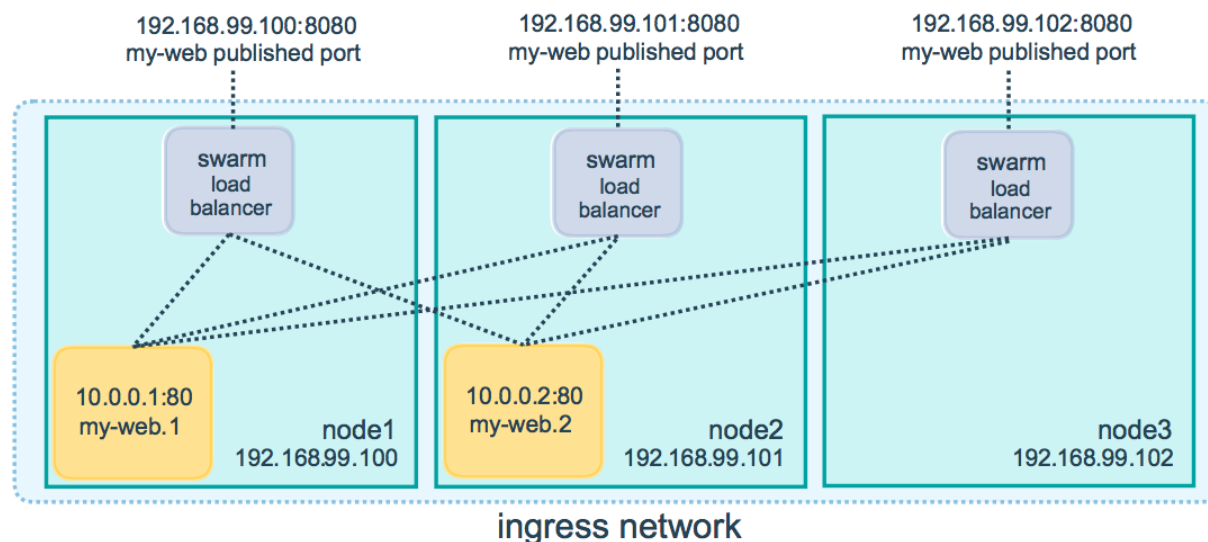 192.168.99.100:8080
my-web published port
192.168.99.101:8080
my-web published port
192.168.99.102:8080
my-web published port
swarm
load
balancer
swarm
load
balancer
swarm
load
balancer
10.0.0.1:80
my-web.1
node1
192.168.99.100
10.0.0.2:80
my-web.2
node2
192.168.99.101
node3
192.168.99.102
ingress network